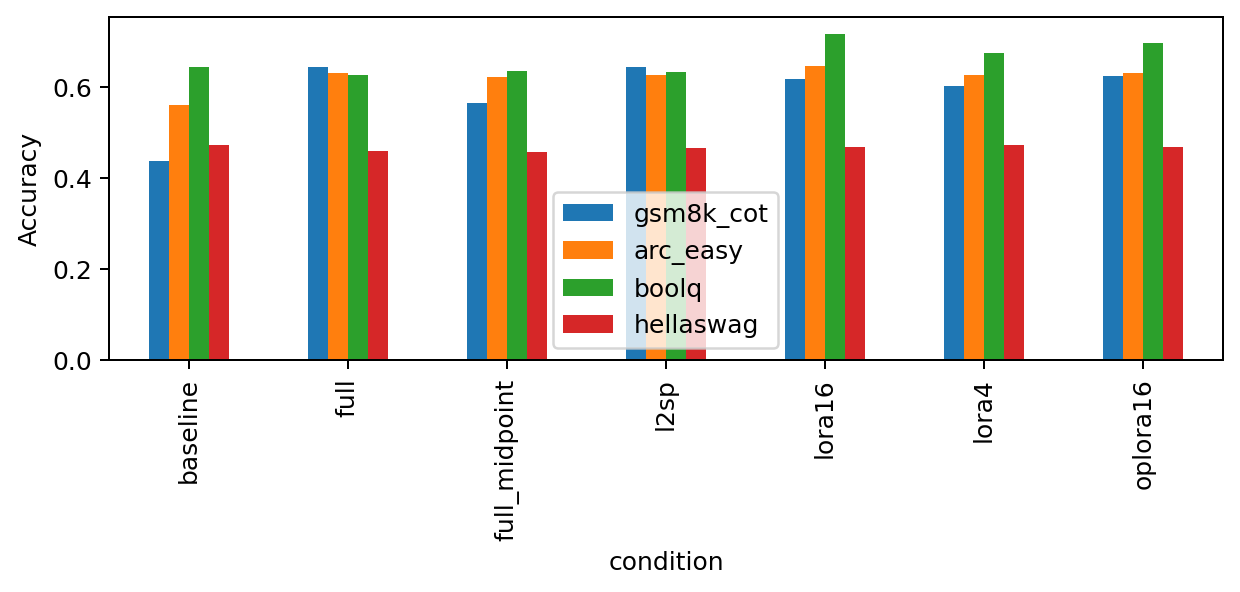 Accuracy
0.6
0.4
0.2
0.0
gsm8k_cot
arc_easy
boolq
hellaswag
baseline
full
full_midpoint
l2sp
lora16
lora4
oplora16
condition